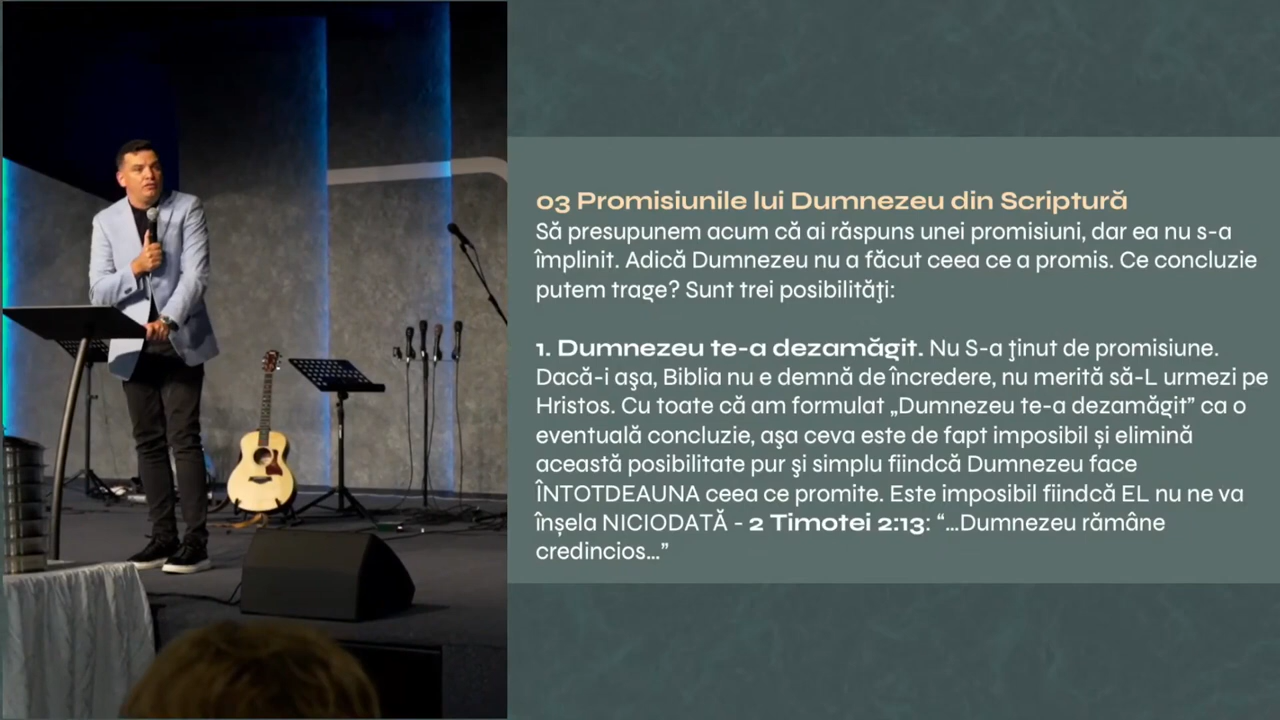 03 Promisiunile lui Dumnezeu din Scriptură
Să presupunem acum că ai răspuns unei promisiuni, dar ea nu s-a
împlinit. Adică Dumnezeu nu a făcut ceea ce a promis. Ce concluzie
putem trage? Sunt trei posibilităţi:
1. Dumnezeu te-a dezamăgit. Nu S-a ţinut de promisiune.
Dacă-i aşa, Biblia nu e demnă de încredere, nu merită să-L urmezi pe
Hristos. Cu toate că am formulat „Dumnezeu te-a dezamăgit” ca o
eventuală concluzie, aşa ceva este de fapt imposibil și elimină
această posibilitate pur şi simplu fiindcă Dumnezeu face
ÎNTOTDEAUNA ceea ce promite. Este imposibil fiindcă EL nu ne va
înşela NICIODATĂ - 2 Timotei 2:13: “...Dumnezeu rămâne
credincios...”